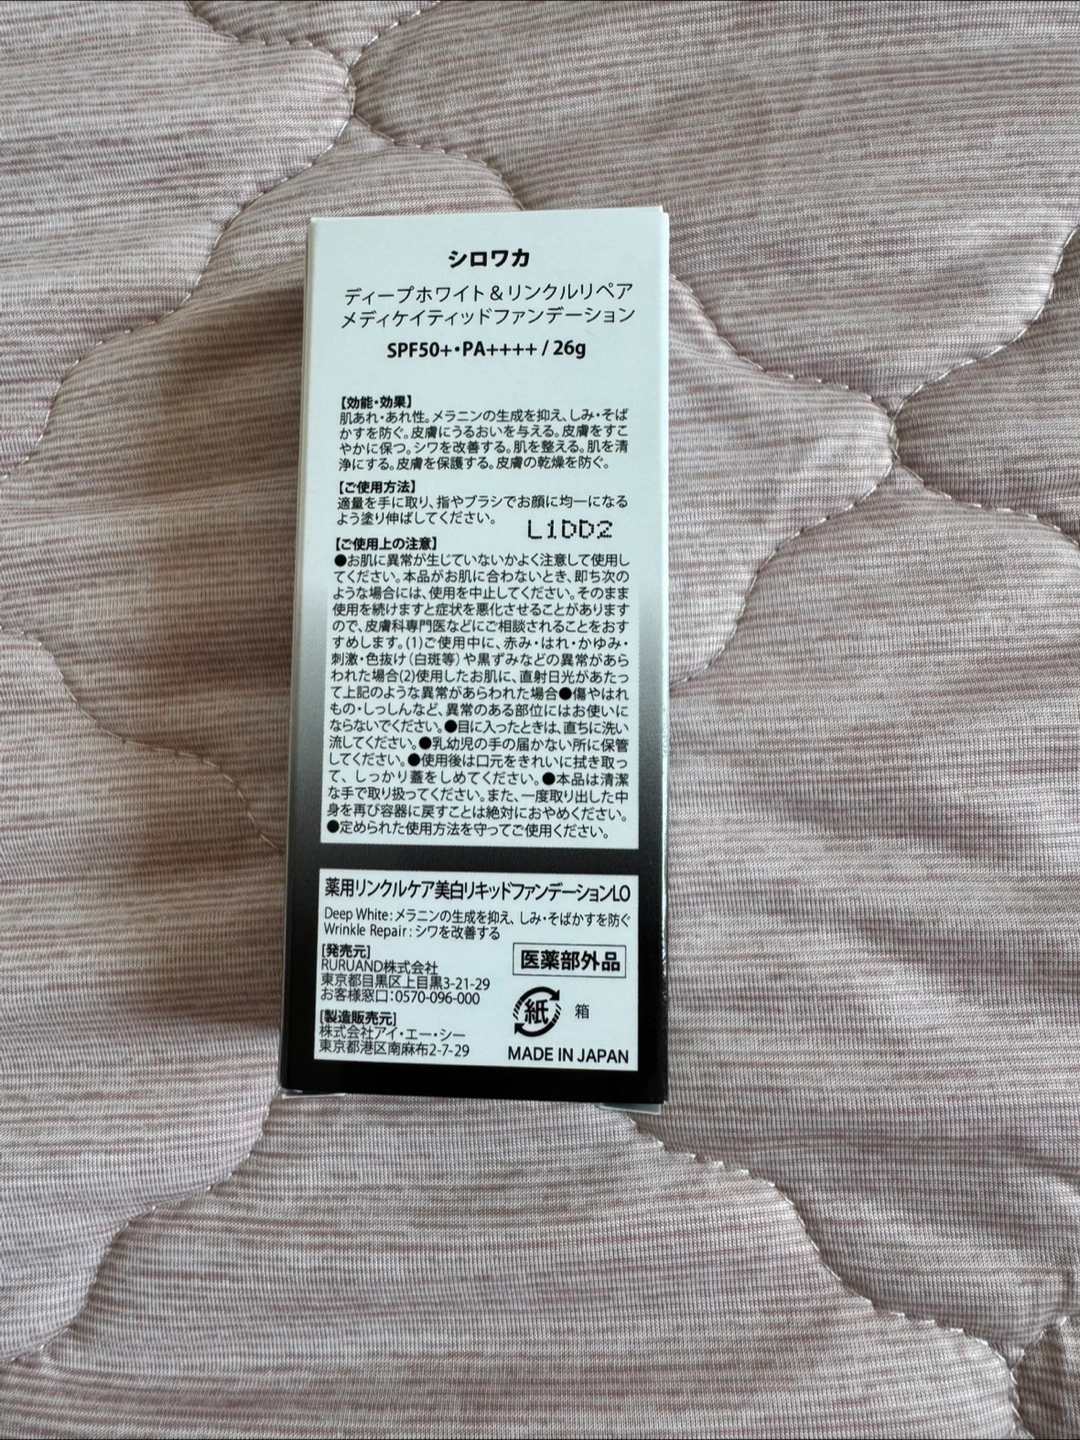 シロワカ
ディープホワイト＆リンクルリペア
メディケイティッドファンデーション
SPF50+・PA++++ / 26g
【効能・効果】
肌あれ・あれ性。メラニンの生成を抑え、しみ・そば
かすを防ぐ。皮膚にうるおいを与える。皮膚をすこ
やかに保つ。シワを改善する。肌を整える。肌を清
浄にする。皮膚を保護する。皮膚の乾燥を防ぐ。
【ご使用方法】
適量を手に取り、指やブラシでお顔に均一になる
よう塗り伸ばしてください。
L1DD2
【ご使用上の注意】
●お肌に異常が生じていないかよく注意して使用し
てください。本品がお肌に合わないとき、即ち次の
ような場合には、使用を中止してください。そのまま
使用を続けますと症状を悪化させることがあります
ので、皮膚科専門医などにご相談されることをおす
すめします。(1)ご使用中に、赤み・はれ・かゆみ・
刺激・色抜け（白斑等）や黒ずみなどの異常があら
われた場合(2)使用したお肌に、直射日光があたっ
て上記のような異常があらわれた場合●傷やはれ
もの・しっしんなど、異常のある部位にはお使いに
ならないでください。●目に入ったときは、直ちに洗い
流してください。●乳幼児の手の届かない所に保管
してください。●使用後は口元をきれいに拭き取っ
て、しっかり蓋をしめてください。●本品は清潔
な手で取り扱ってください。また、一度取り出した中
身を再び容器に戻すことは絶対におやめください。
●定められた使用方法を守ってご使用ください。
薬用リンクルケア美白リキッドファンデーションLO
Deep White：メラニンの生成を抑え、しみ・そばかすを防ぐ
Wrinkle Repair：シワを改善する
[発売元]
RURUAND株式会社
東京都目黒区上目黒3-21-29
お客様窓口：0570-096-000
[製造販売元]
株式会社アイ・エー・シー
東京都港区南麻布2-7-29
医薬部外品
紙 箱
MADE IN JAPAN